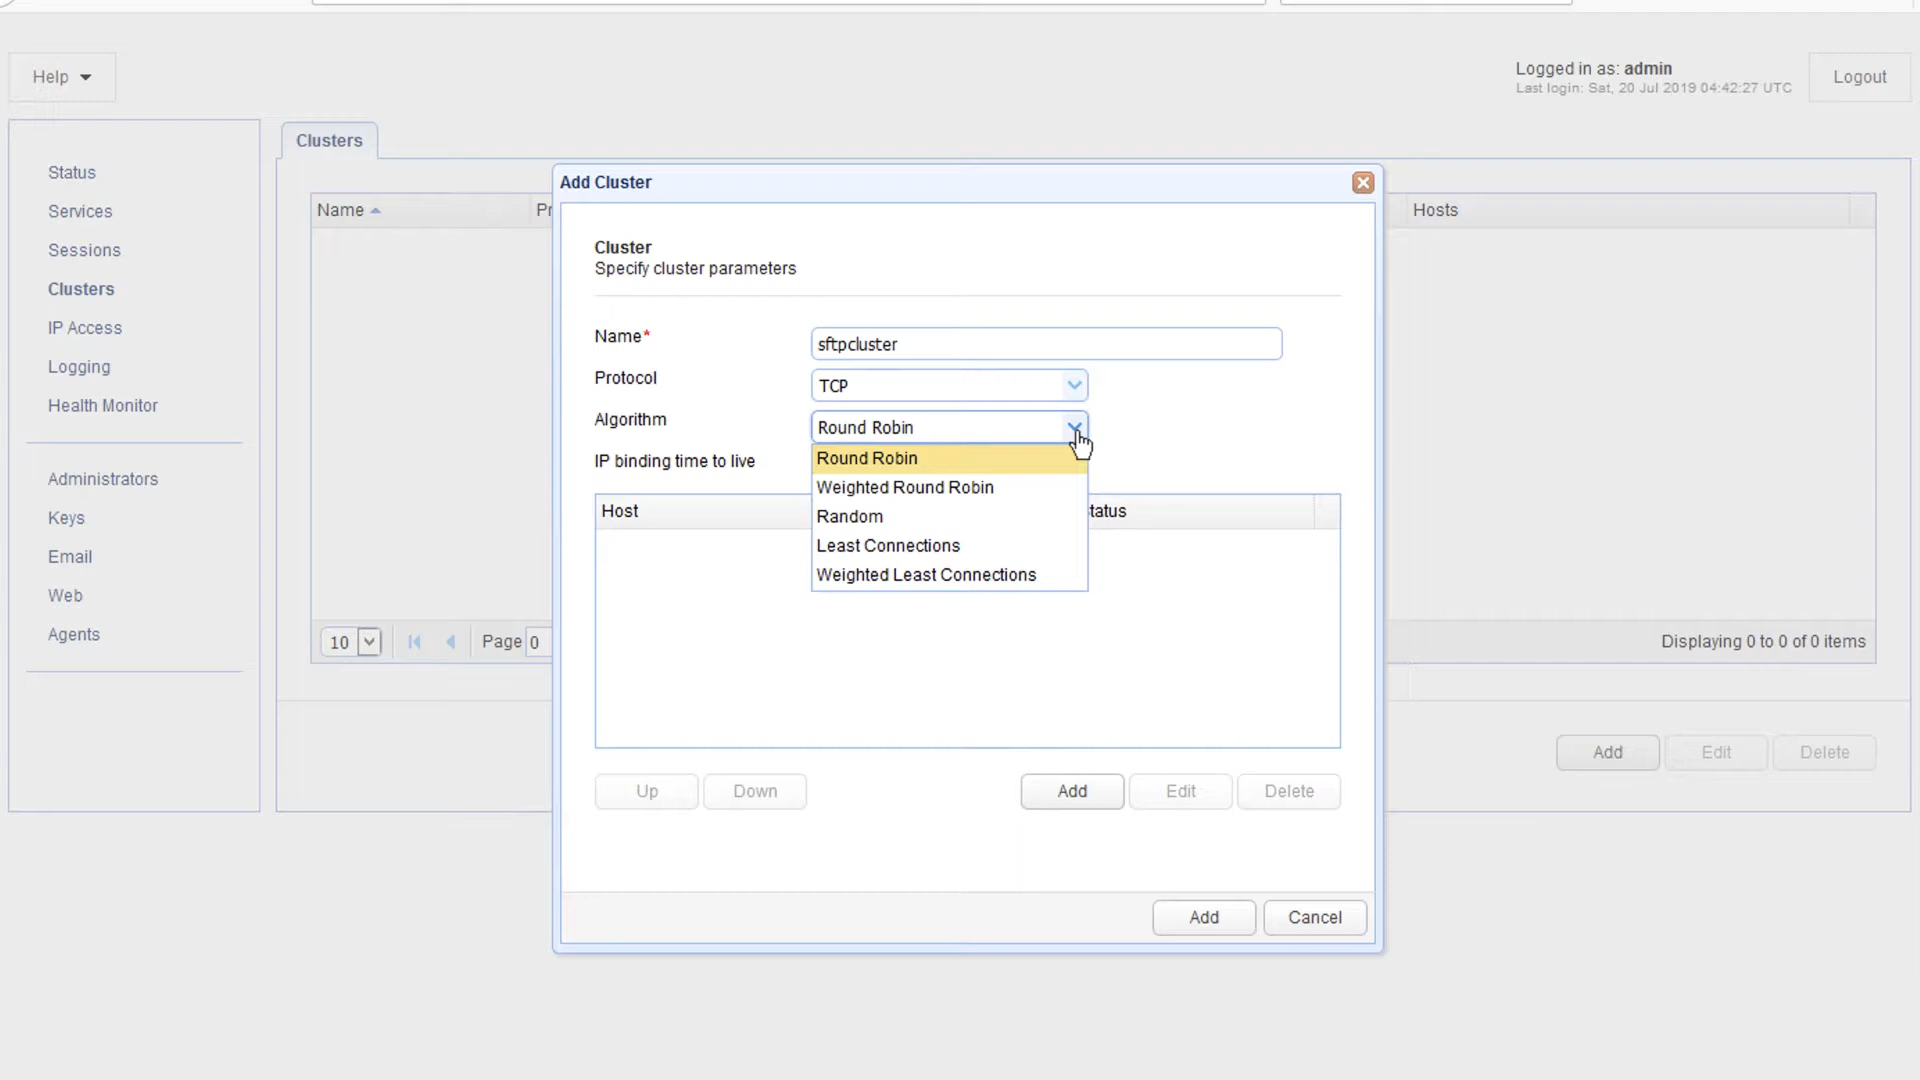 Help
Logged in as: admin
Last login: Sat, 20 Jul 2019 04:42:27 UTC
Logout
Status
Services
Sessions
Clusters
IP Access
Logging
Health Monitor
Administrators
Keys
Email
Web
Agents
Clusters
Name
Hosts
10
Page 0
Displaying 0 to 0 of 0 items
Add
Edit
Delete
Add Cluster
Cluster
Specify cluster parameters
Name*
sftpcluster
Protocol
TCP
Algorithm
Round Robin
Round Robin
Weighted Round Robin
Random
Least Connections
Weighted Least Connections
IP binding time to live
Host
tatus
Up
Down
Add
Edit
Delete
Add
Cancel